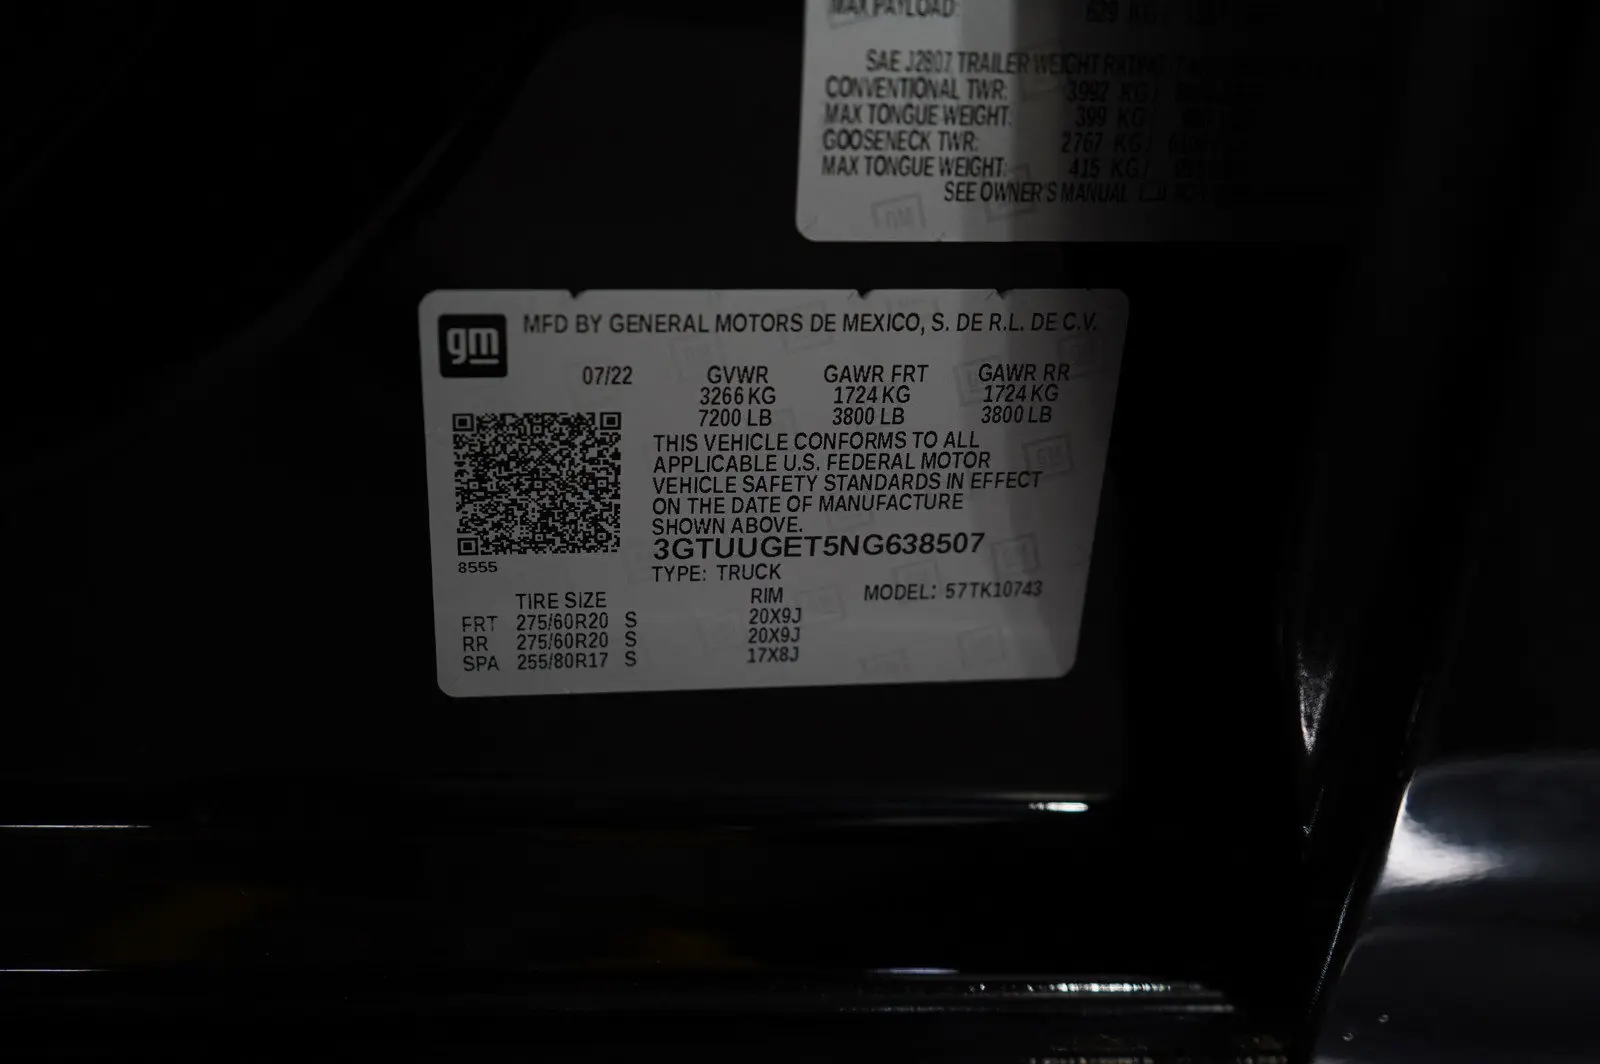 MAX PAYLOAD: 629 KG/
SAE J2807 TRAILER WEIGHT RATING
CONVENTIONAL TWR: 3992 KG/
MAX TONGUE WEIGHT: 399 KG/
GOOSENECK TWR: 2767 KG/
MAX TONGUE WEIGHT: 415 KG/
SEE OWNER'S MANUAL
GM
gm MFD BY GENERAL MOTORS DE MEXICO, S. DE R.L. DE C.V.
07/22 GVWR GAWR FRT GAWR RR
3266 KG 1724 KG 1724 KG
7200 LB 3800 LB 3800 LB
THIS VEHICLE CONFORMS TO ALL
APPLICABLE U.S. FEDERAL MOTOR
VEHICLE SAFETY STANDARDS IN EFFECT
ON THE DATE OF MANUFACTURE
SHOWN ABOVE.
3GTUUGET5NG638507
8555
TYPE: TRUCK
TIRE SIZE RIM MODEL: 57TK10743
FRT 275/60R20 S 20X9J
RR 275/60R20 S 20X9J
SPA 255/80R17 S 17X8J